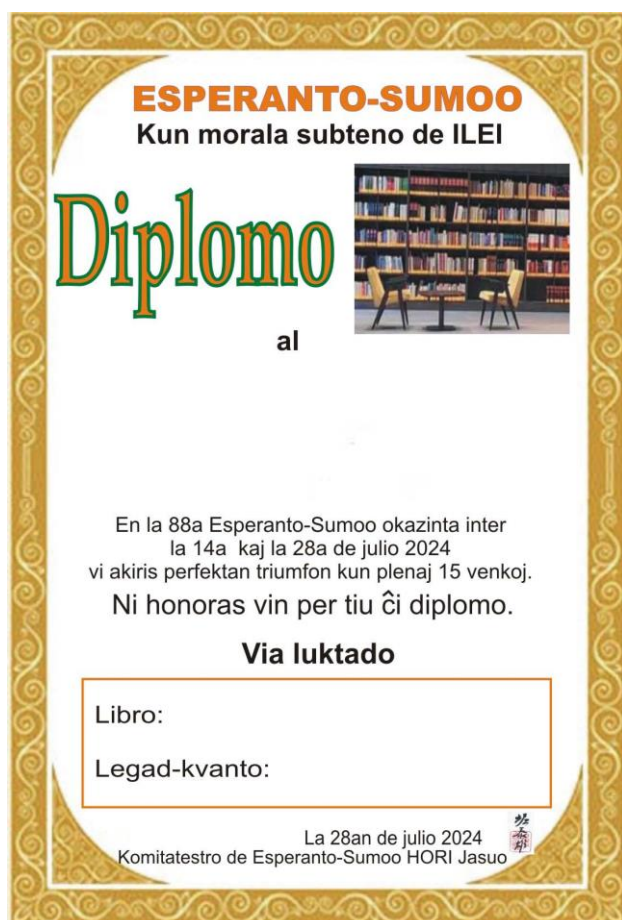 ESPERANTO-SUMOO
Kun morala subteno de ILEI
Diplomo
al
En la 88a Esperanto-Sumoo okazinta inter
la 14a kaj la 28a de julio 2024
vi akiris perfektan triumfon kun plenaj 15 venkoj.
Ni honoras vin per tiu ĉi diplomo.
Via luktado
Libro:
Legad-kvanto:
La 28an de julio 2024
Komitatestro de Esperanto-Sumoo HORI Jasuo